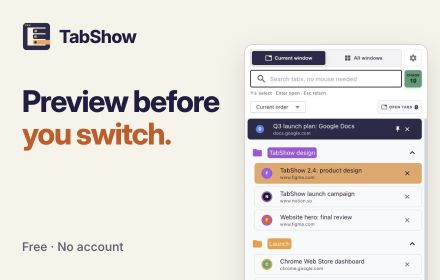 TabShow
Preview before
you switch.
Free · No account
Current window
All windows
Search tabs, no mouse needed
↑↓ select · Enter open · Esc return
Current order
OPEN TABS 8
Q3 launch plan: Google Docs
docs.google.com
TabShow design
TabShow 2.4: product design
www.figma.com
TabShow launch campaign
www.notion.so
Website hero: final review
www.figma.com
Launch
Chrome Web Store dashboard
chrome.google.com